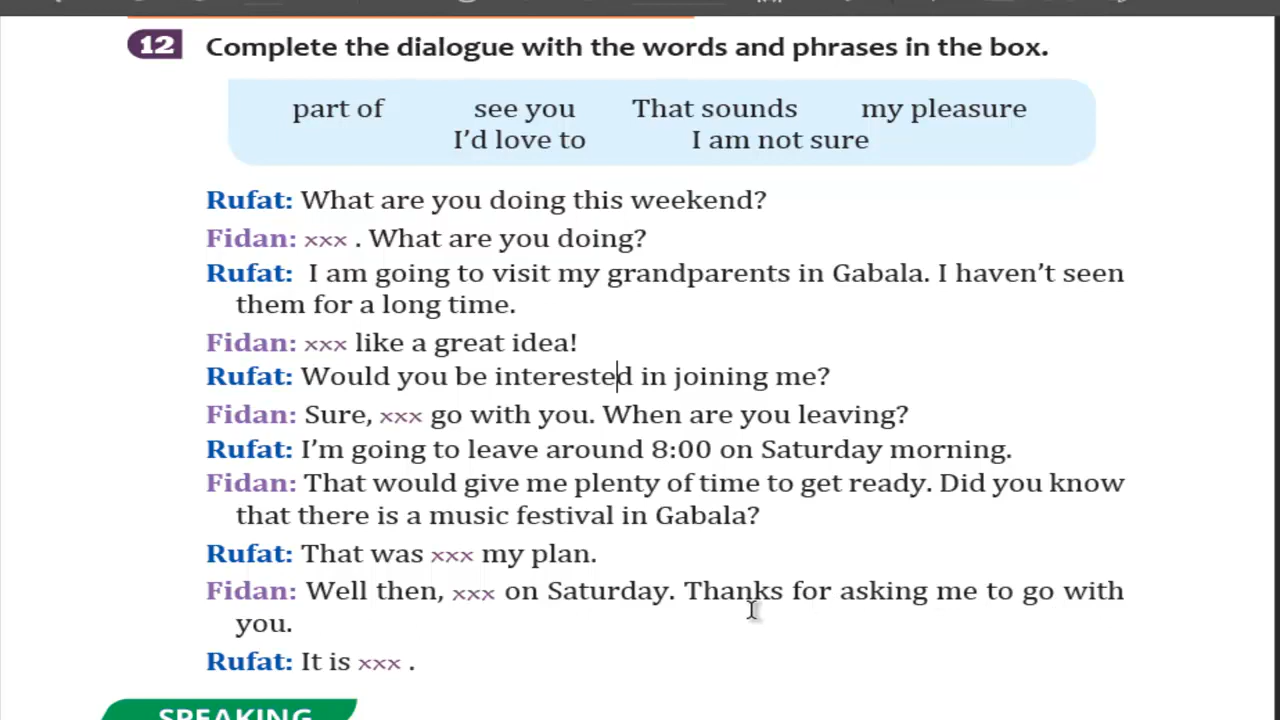 12 Complete the dialogue with the words and phrases in the box.
part of see you That sounds my pleasure
I'd love to I am not sure
Rufat: What are you doing this weekend?
Fidan: xxx . What are you doing?
Rufat: I am going to visit my grandparents in Gabala. I haven't seen
them for a long time.
Fidan: xxx like a great idea!
Rufat: Would you be interested in joining me?
Fidan: Sure, xxx go with you. When are you leaving?
Rufat: I'm going to leave around 8:00 on Saturday morning.
Fidan: That would give me plenty of time to get ready. Did you know
that there is a music festival in Gabala?
Rufat: That was xxx my plan.
Fidan: Well then, xxx on Saturday. Thanks for asking me to go with
you.
Rufat: It is xxx .
SPEAKING